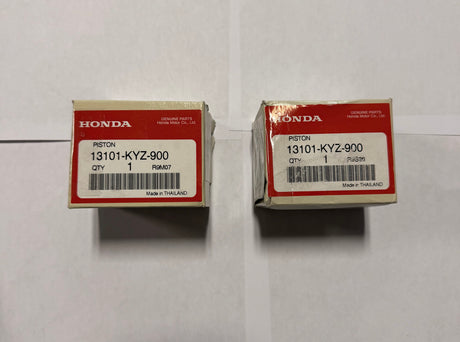 HONDA
GENUINE PARTS
Honda Motor Co., Ltd.
PISTON
13101-KYZ-900
QTY 1 R9M07
Made in THAILAND
HONDA
GENUINE PARTS
Honda Motor Co., Ltd.
PISTON
13101-KYZ-900
QTY 1
Made in THAILAND